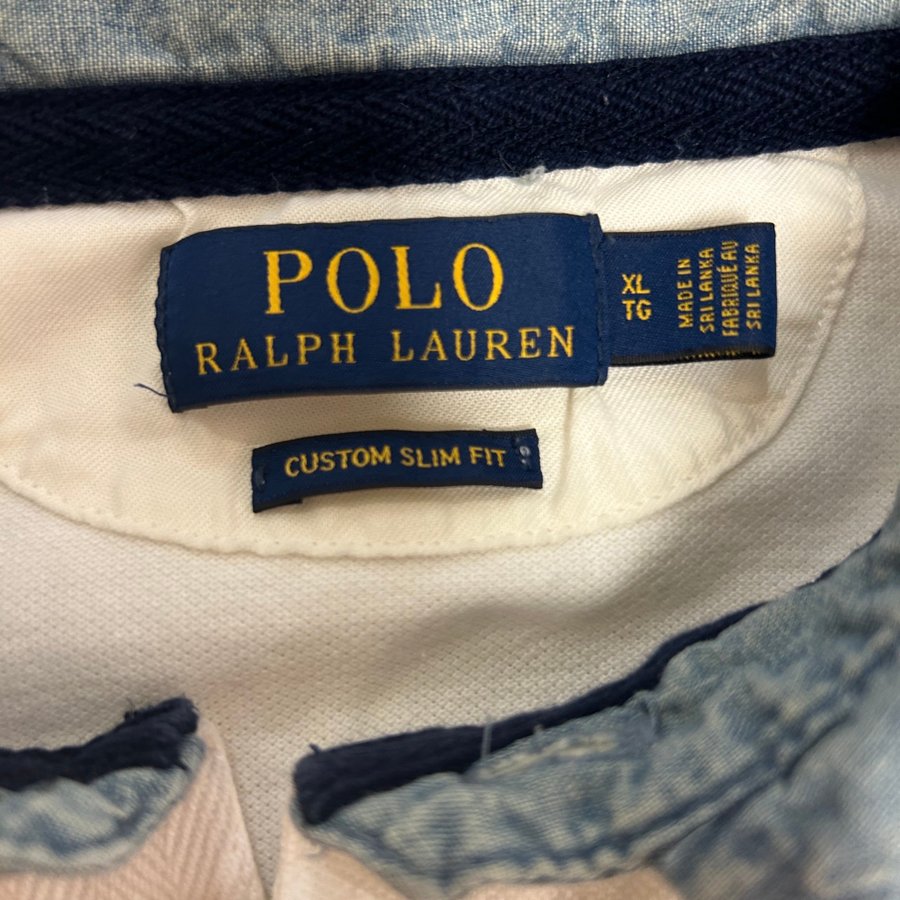 POLO
RALPH LAUREN
XL
TG
MADE IN
SRI LANKA
FABRIQUÉ AU
SRI LANKA
CUSTOM SLIM FIT